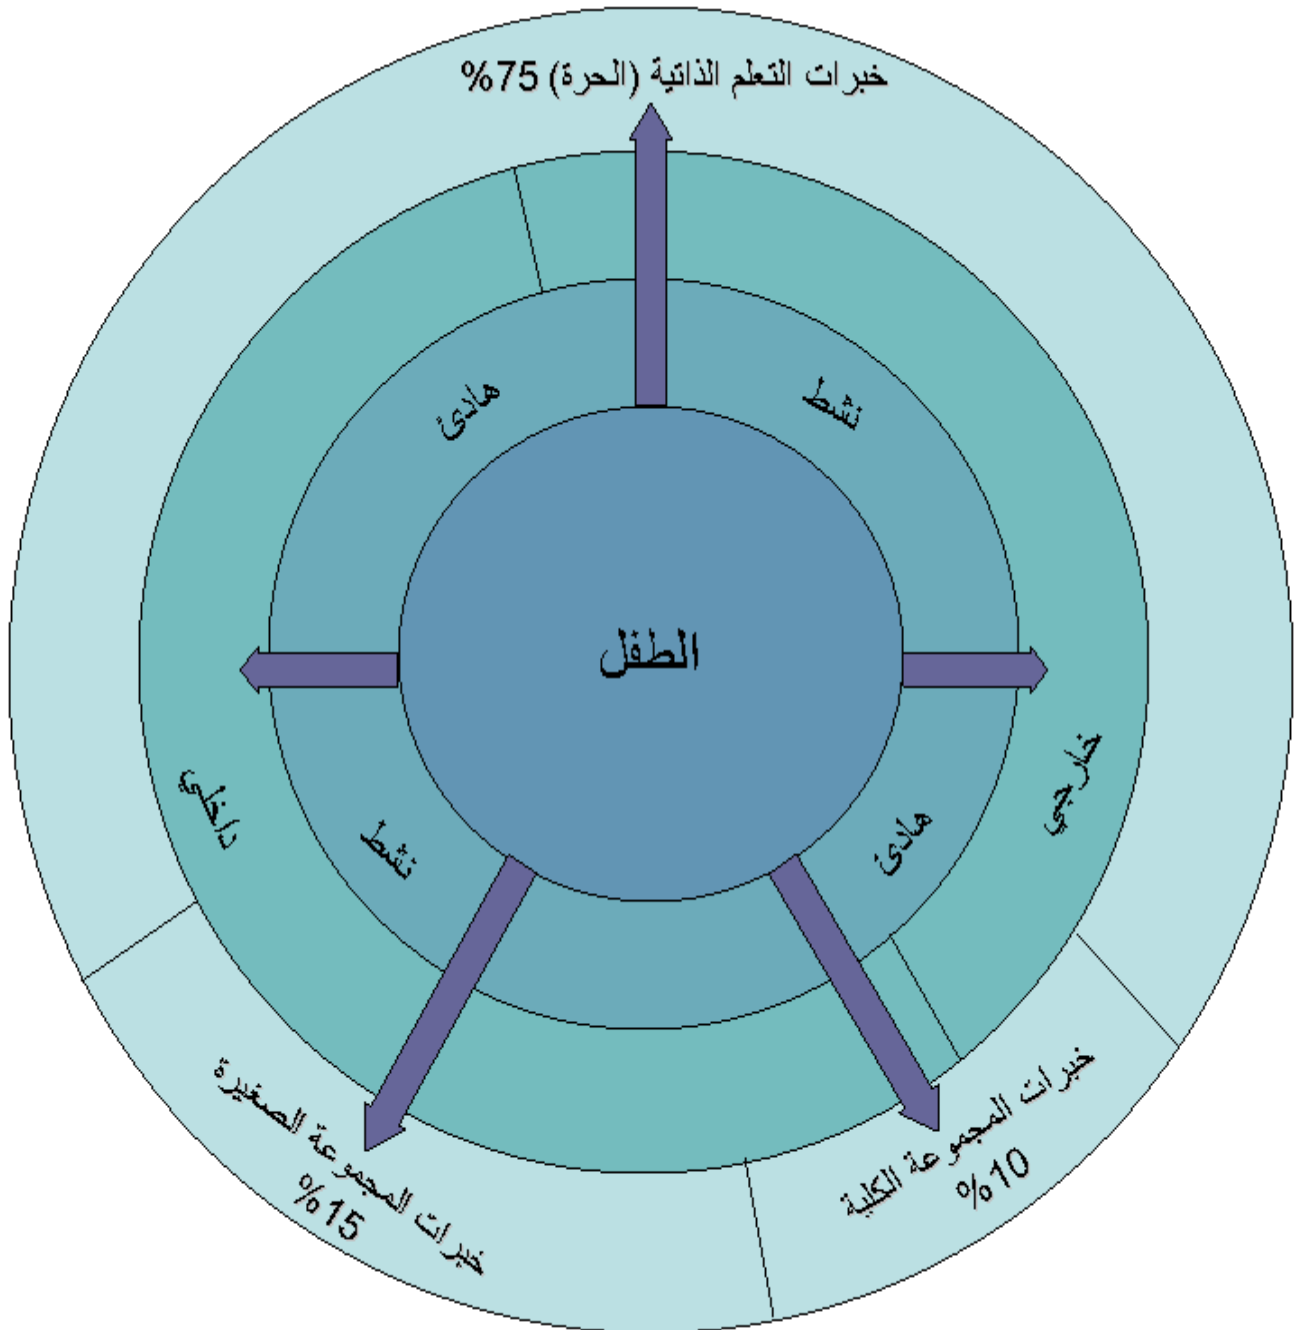 خبرات التعلم الذاتية (الحرة) 75%
نشط
هادئ
الطفل
خارجي
داخلي
هادئ
نشط
خبرات المجموعة الكلية
10%
خبرات المجموعة الصغيرة
15%